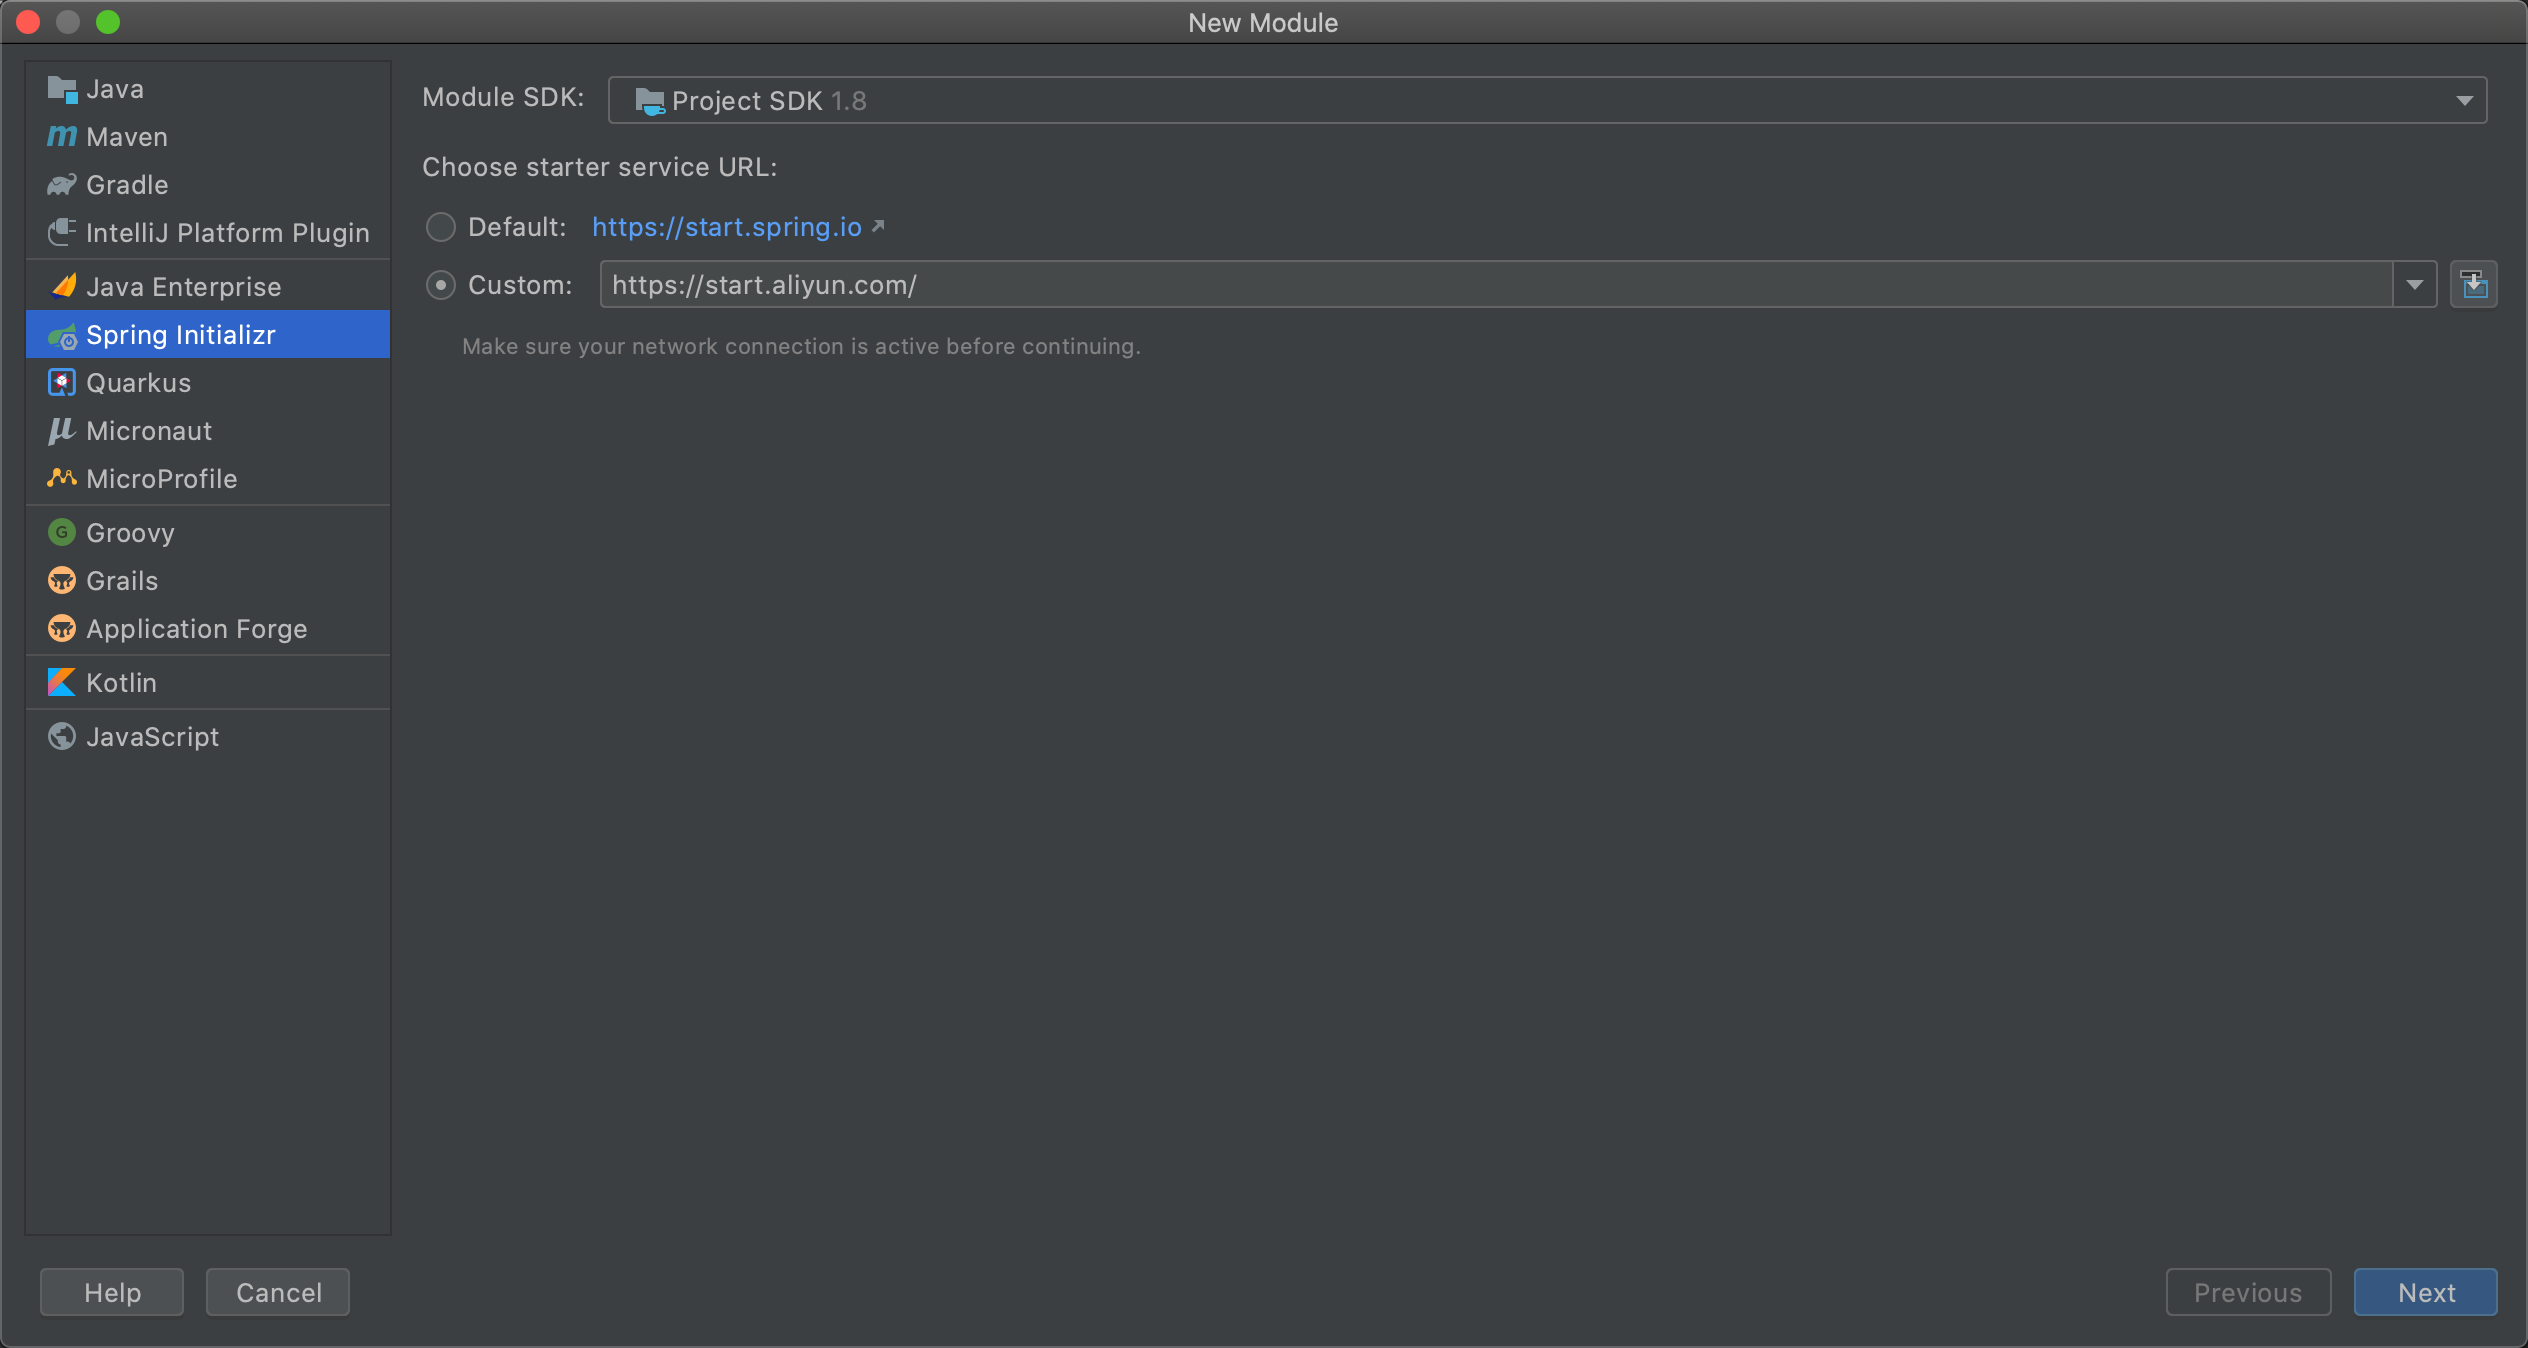 New Module
Java
Maven
Gradle
IntelliJ Platform Plugin
Java Enterprise
Spring Initializr
Quarkus
Micronaut
MicroProfile
Groovy
Grails
Application Forge
Kotlin
JavaScript
Module SDK: Project SDK 1.8
Choose starter service URL:
Default: https://start.spring.io
Custom: https://start.aliyun.com/
Make sure your network connection is active before continuing.
Help Cancel Previous Next